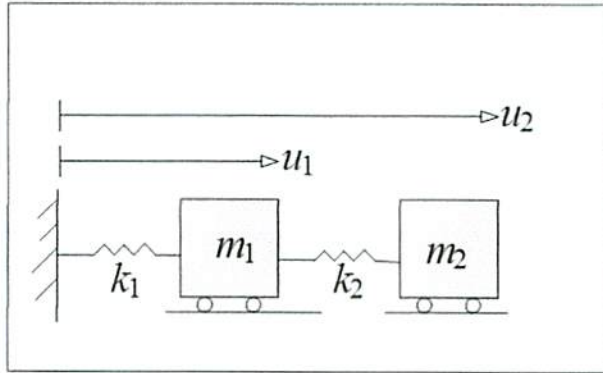 u₂
u₁
m₁ m₂
k₁ k₂